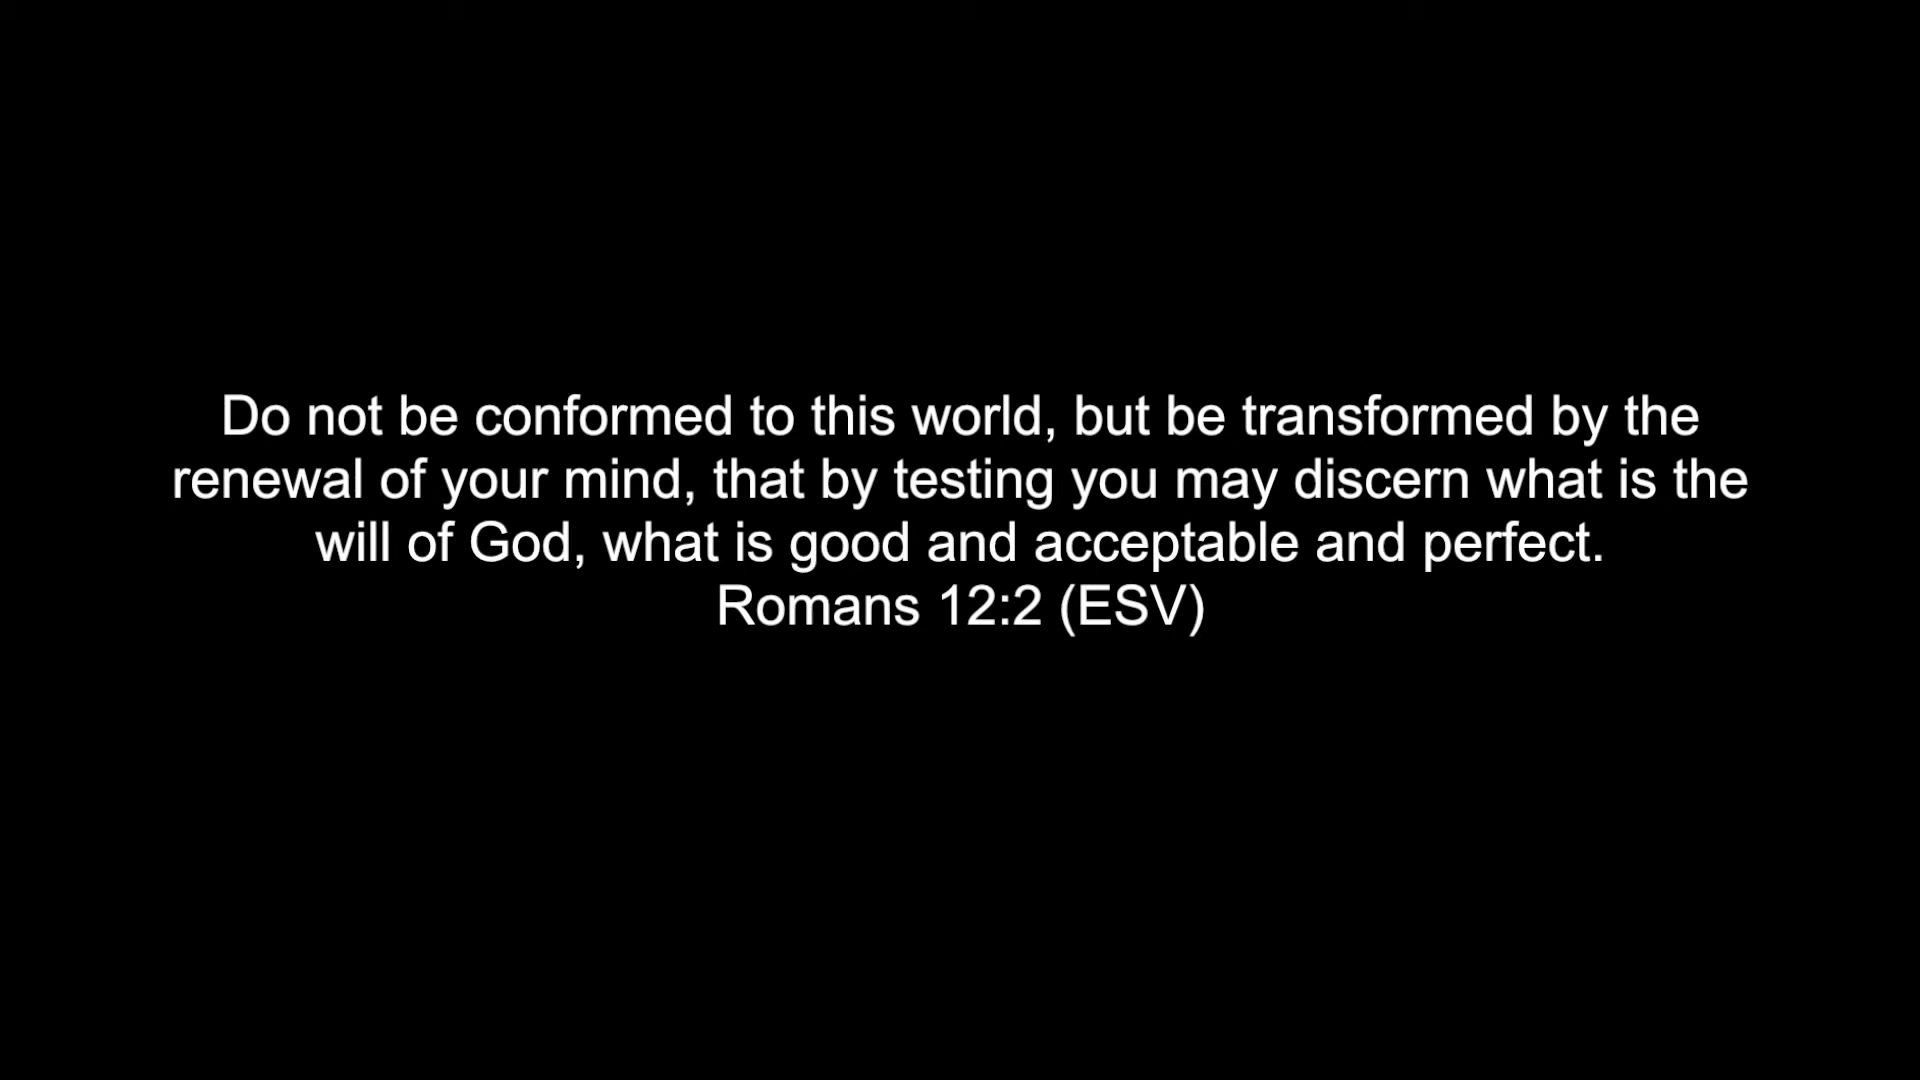 Do not be conformed to this world, but be transformed by the
renewal of your mind, that by testing you may discern what is the
will of God, what is good and acceptable and perfect.
Romans 12:2 (ESV)